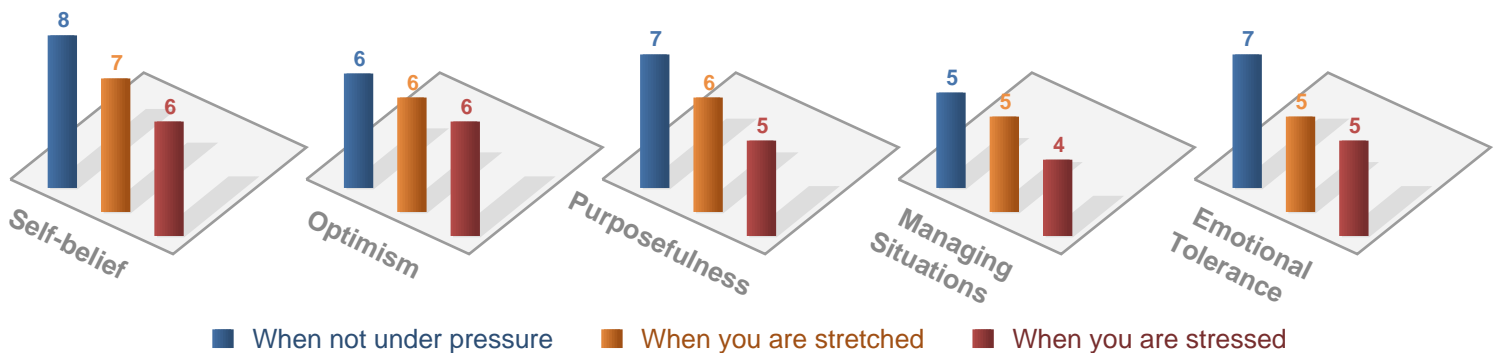 8
7
6
Self-belief
6
6
6
Optimism
7
6
5
Purposefulness
5
5
4
Managing
Situations
7
5
5
Emotional
Tolerance
When not under pressure
When you are stretched
When you are stressed